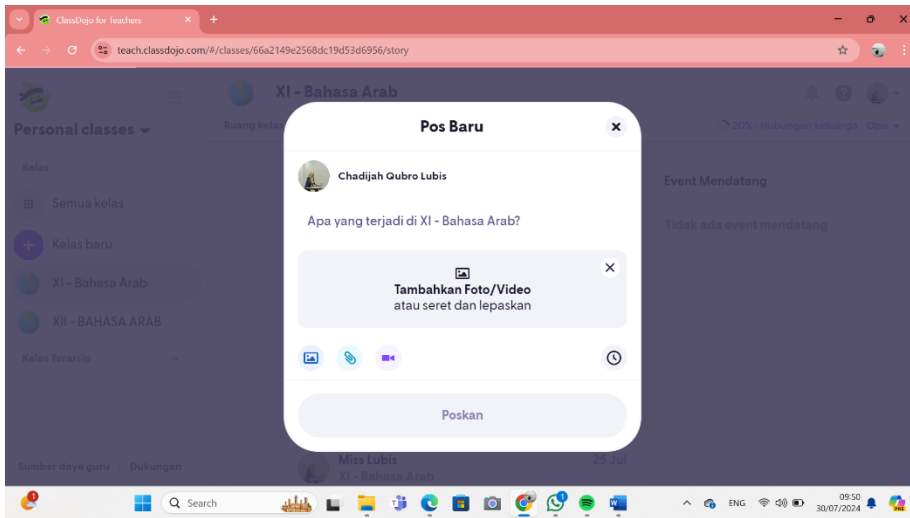 ClassDojo for Teachers
teach.classdojo.com/#/classes/66a2149e2568dc19d53d6956/story
XI - Bahasa Arab
Personal classes
Ruang kelas
20% · Hubungan keluarga · Opsi
Pos Baru
Kelas
Chadijah Qubro Lubis
Event Mendatang
Semua kelas
Apa yang terjadi di XI - Bahasa Arab?
Tidak ada event mendatang
Kelas baru
XI - Bahasa Arab
Tambahkan Foto/Video
atau seret dan lepaskan
XII - BAHASA ARAB
Kelas Terarsip
Poskan
Miss Lubis
25 Jul
XI - Bahasa Arab
Sumber daya guru · Dukungan
Search
ENG
09:50
30/07/2024